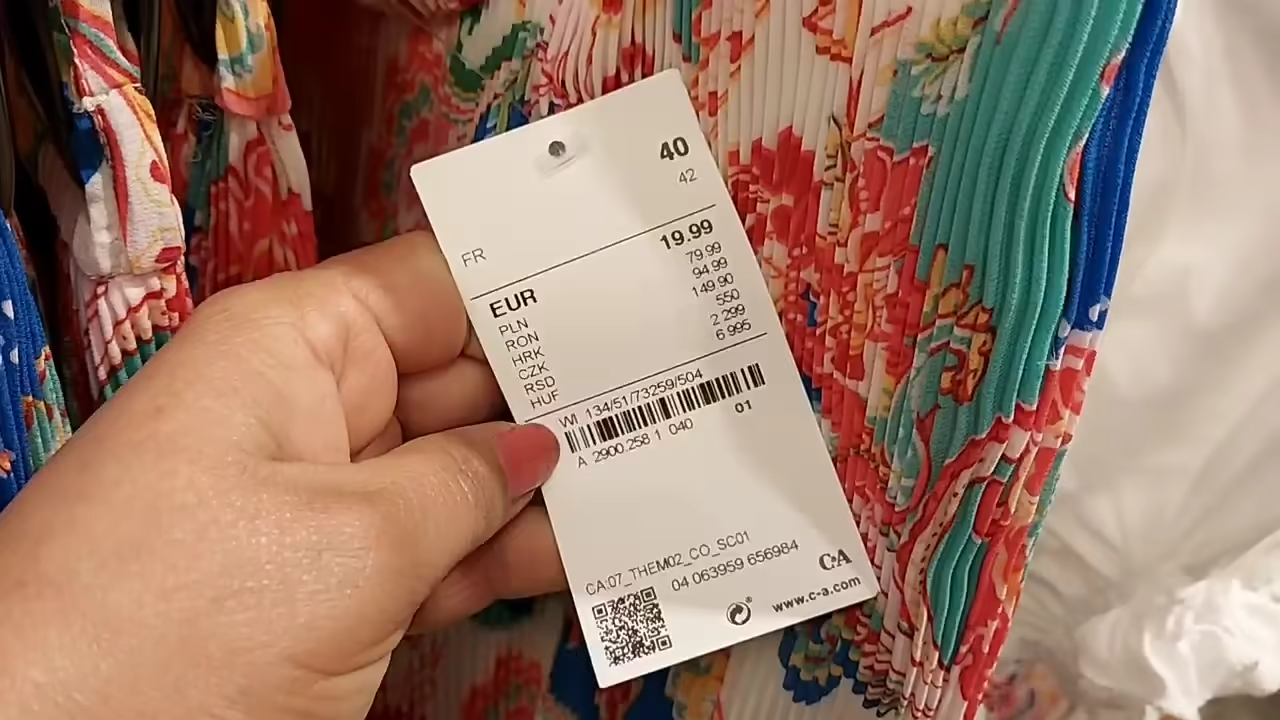 40
FR 42
EUR 19.99
PLN 79.99
RON 94.99
HRK 149.90
CZK 550
RSD 2 299
HUF 6 995
WI 134/51/73259/504
A 2900.258 1 040 01
CA:07_THEM02_CO_SC01
04 063959 656984
C&A
www.c-a.com